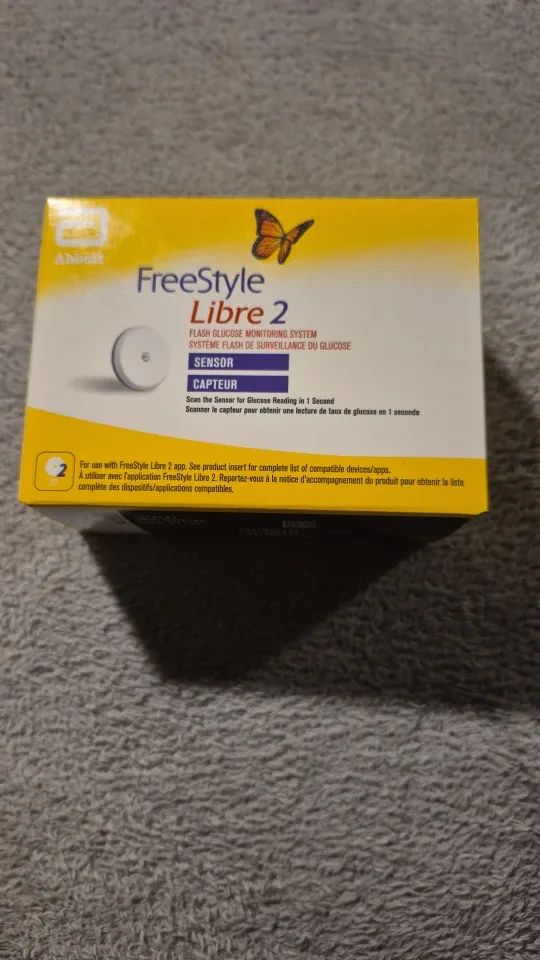 Abbott
FreeStyle
Libre 2
FLASH GLUCOSE MONITORING SYSTEM
SYSTÈME FLASH DE SURVEILLANCE DU GLUCOSE
SENSOR
CAPTEUR
Scan the Sensor for Glucose Reading in 1 Second
Scanner le capteur pour obtenir une lecture de taux de glucose en 1 seconde
2
For use with FreeStyle Libre 2 app. See product insert for complete list of compatible devices/apps.
À utiliser avec l'application FreeStyle Libre 2. Reportez-vous à la notice d'accompagnement du produit pour obtenir la liste
complète des dispositifs/applications compatibles.